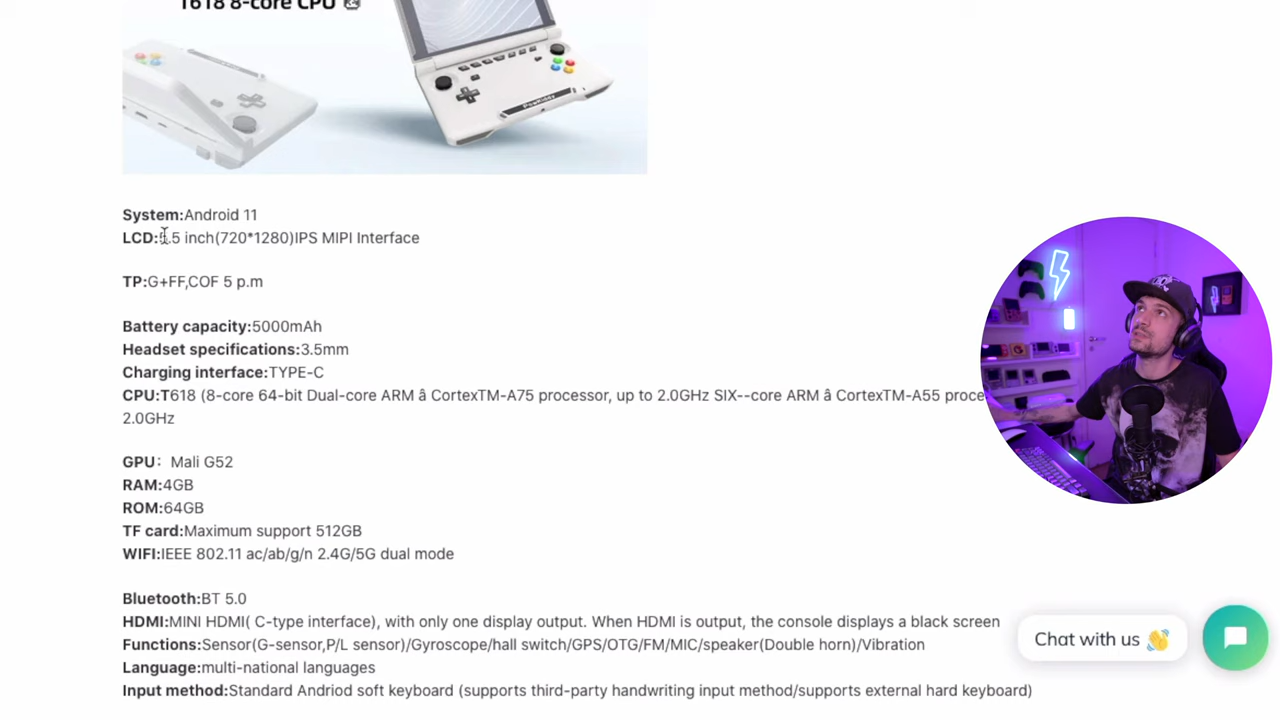 T618 8-core CPU
POWKIDDY
System:Android 11
LCD:5.5 inch(720*1280)IPS MIPI Interface
TP:G+FF,COF 5 p.m
Battery capacity:5000mAh
Headset specifications:3.5mm
Charging interface:TYPE-C
CPU:T618 (8-core 64-bit Dual-core ARM â CortexTM-A75 processor, up to 2.0GHz SIX--core ARM â CortexTM-A55 proce
2.0GHz
GPU： Mali G52
RAM:4GB
ROM:64GB
TF card:Maximum support 512GB
WIFI:IEEE 802.11 ac/ab/g/n 2.4G/5G dual mode
Bluetooth:BT 5.0
HDMI:MINI HDMI( C-type interface), with only one display output. When HDMI is output, the console displays a black screen
Functions:Sensor(G-sensor,P/L sensor)/Gyroscope/hall switch/GPS/OTG/FM/MIC/speaker(Double horn)/Vibration
Language:multi-national languages
Input method:Standard Andriod soft keyboard (supports third-party handwriting input method/supports external hard keyboard)
Chat with us 👋